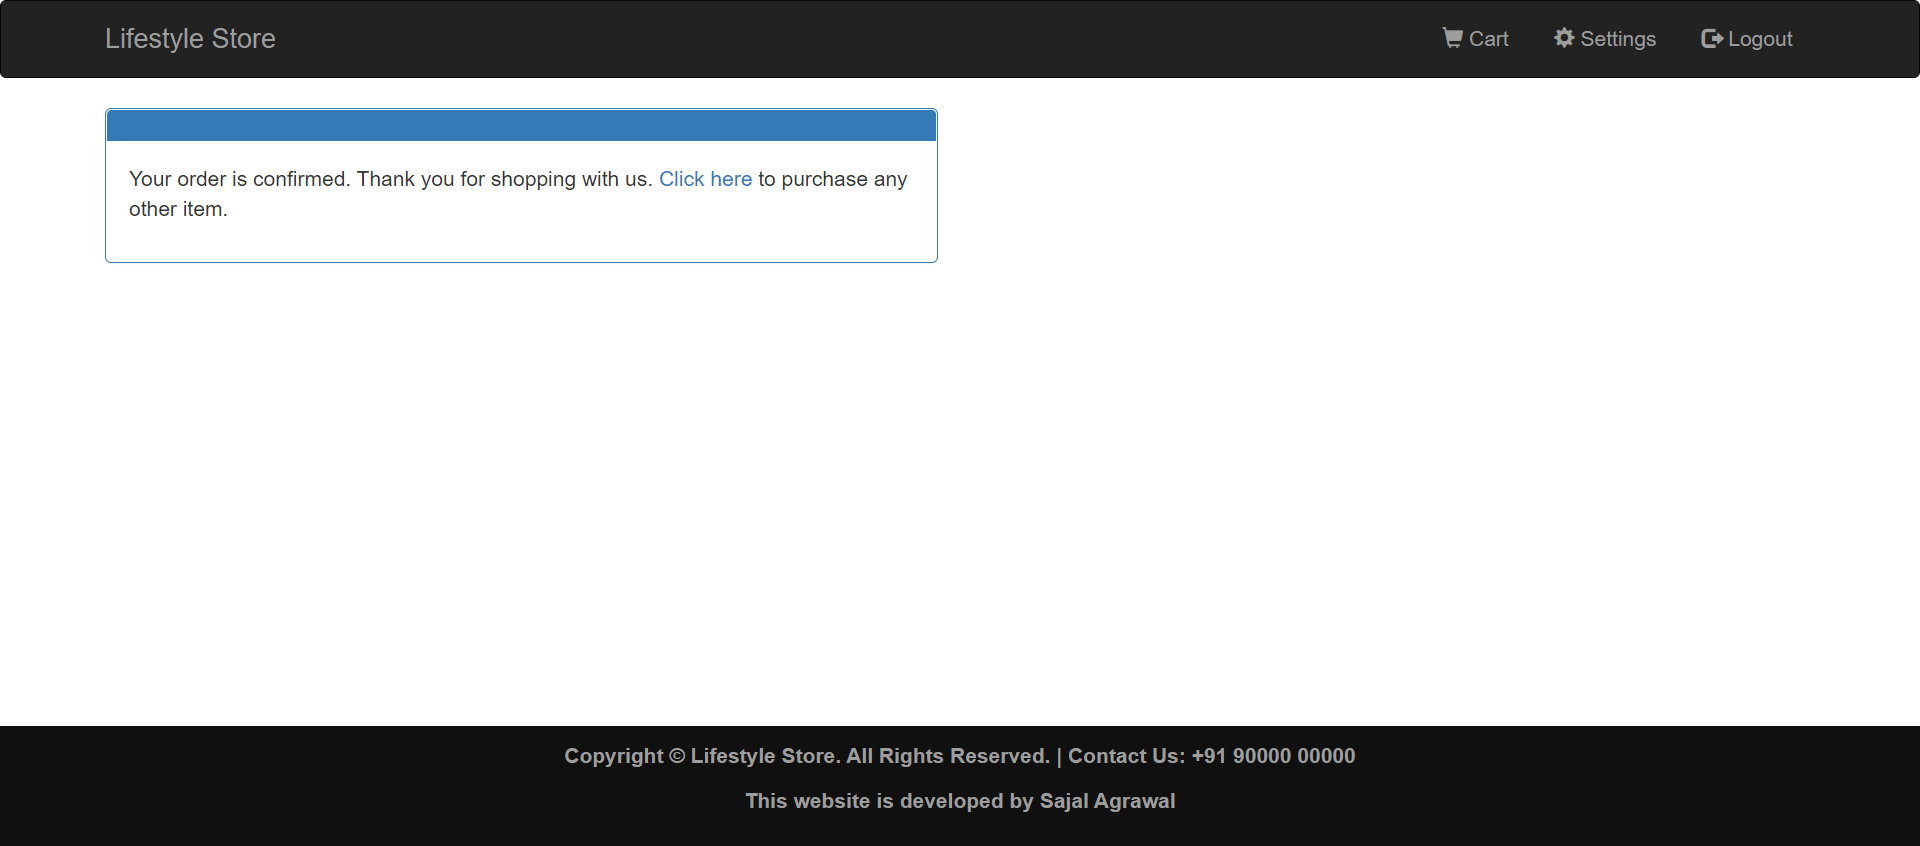 Lifestyle Store
Cart
Settings
Logout
Your order is confirmed. Thank you for shopping with us. Click here to purchase any
other item.
Copyright © Lifestyle Store. All Rights Reserved. | Contact Us: +91 90000 00000
This website is developed by Sajal Agrawal